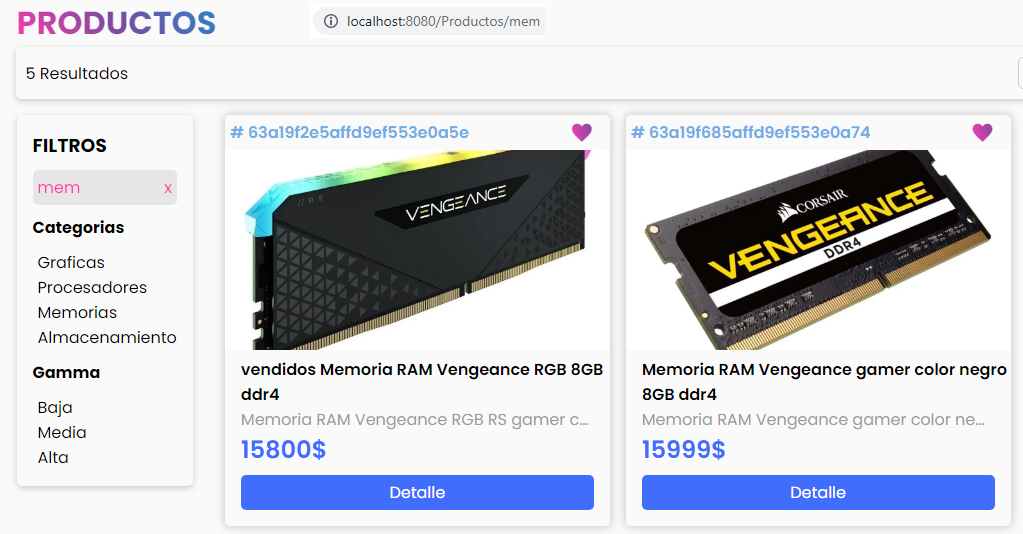 PRODUCTOS
localhost:8080/Productos/mem
5 Resultados
FILTROS
mem x
Categorias
Graficas
Procesadores
Memorias
Almacenamiento
Gamma
Baja
Media
Alta
# 63a19f2e5affd9ef553e0a5e
//RS
VENGEANCE
vendidos Memoria RAM Vengeance RGB 8GB
ddr4
Memoria RAM Vengeance RGB RS gamer c...
15800$
Detalle
# 63a19f685affd9ef553e0a74
CORSAIR
VENGEANCE
DDR4
Memoria RAM Vengeance gamer color negro
8GB ddr4
Memoria RAM Vengeance gamer color ne...
15999$
Detalle